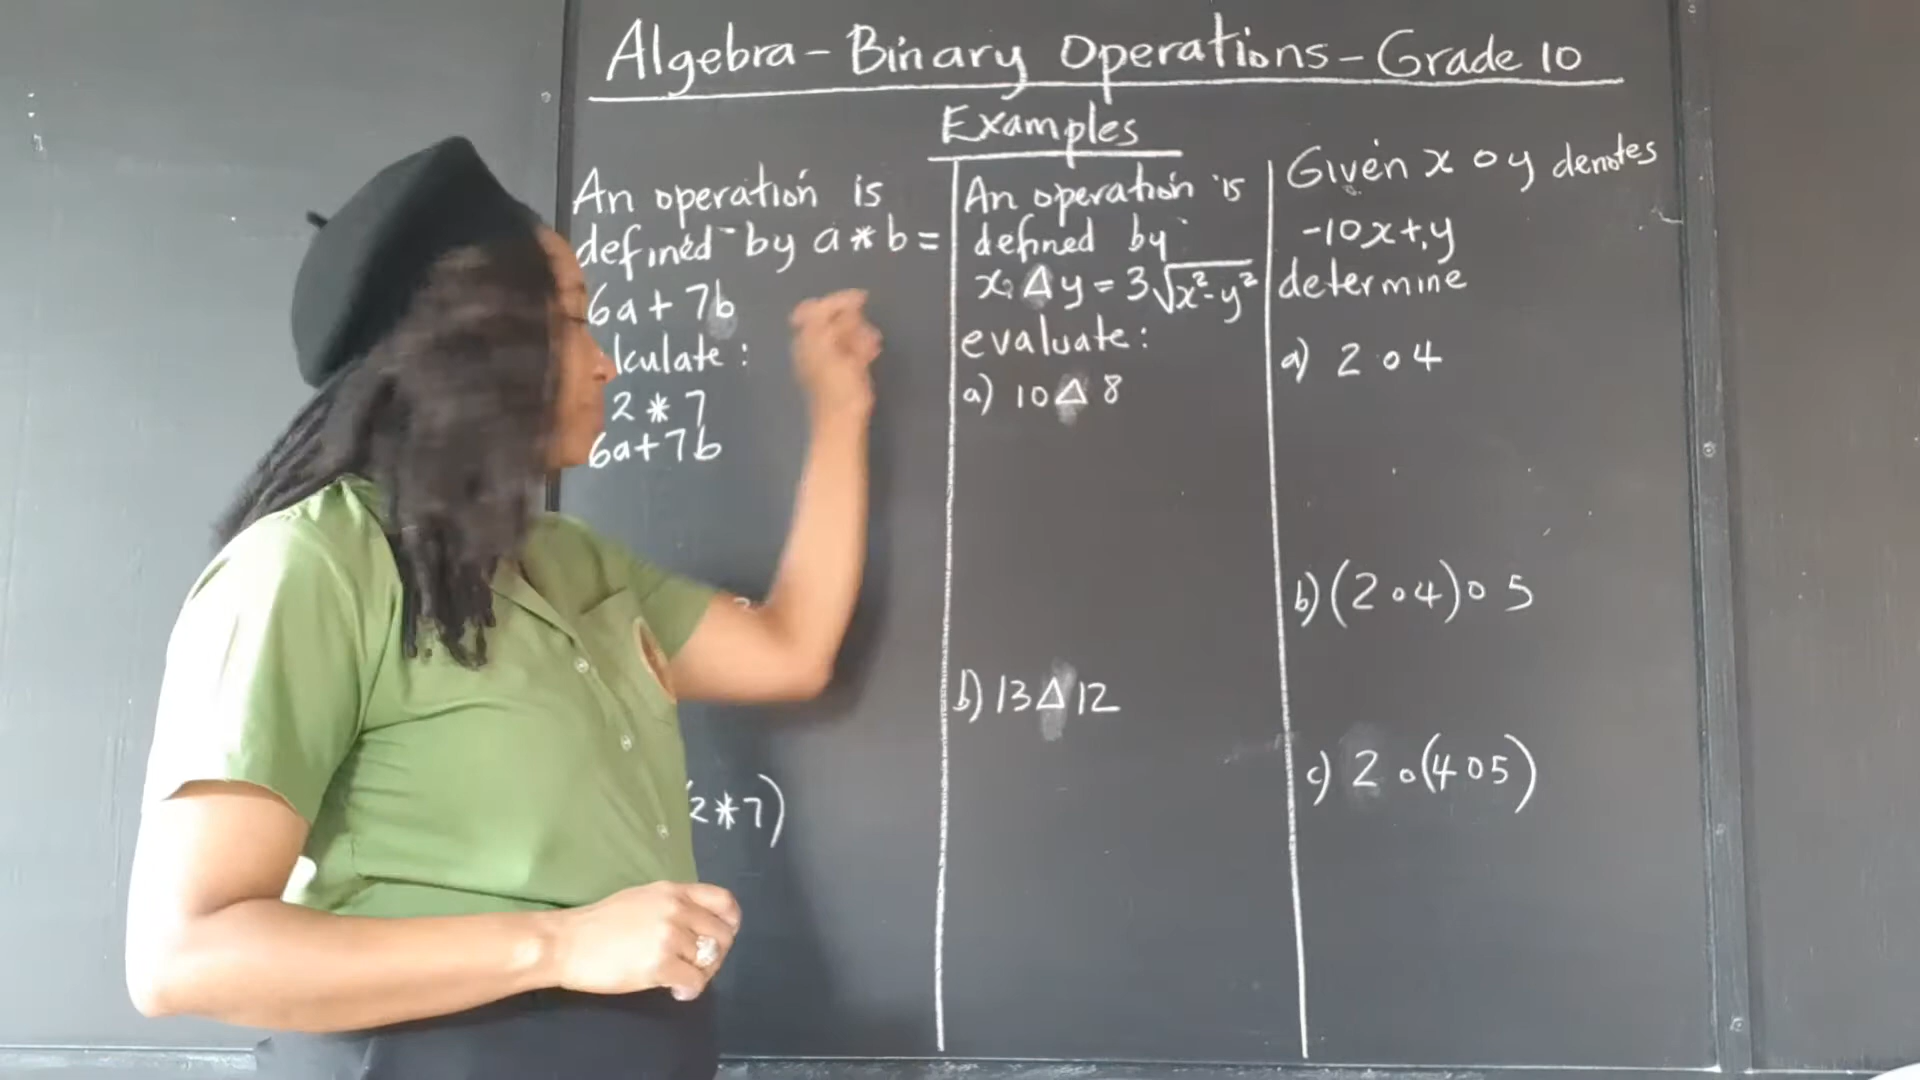 Algebra - Binary Operations - Grade 10
Examples
An operation is
defined by a * b =
6a + 7b
lculate :
2 * 7
6a + 7b
2 * 7)
An operation is
defined by
x Δ y = 3√x² - y²
evaluate :
a) 10 Δ 8
b) 13 Δ 12
Given x o y denotes
-10x + y
determine
a) 2 o 4
b) (2 o 4) o 5
c) 2 o (4 o 5)